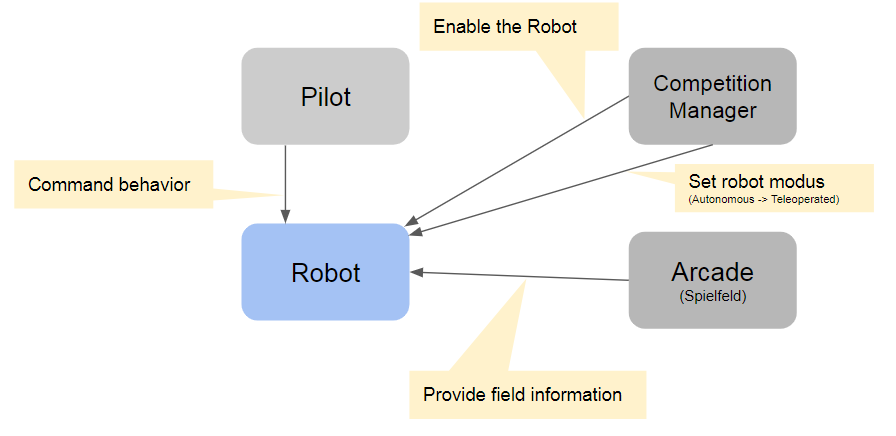 Enable the Robot
Pilot
Competition
Manager
Command behavior
Set robot modus
(Autonomous -> Teleoperated)
Robot
Arcade
(Spielfeld)
Provide field information